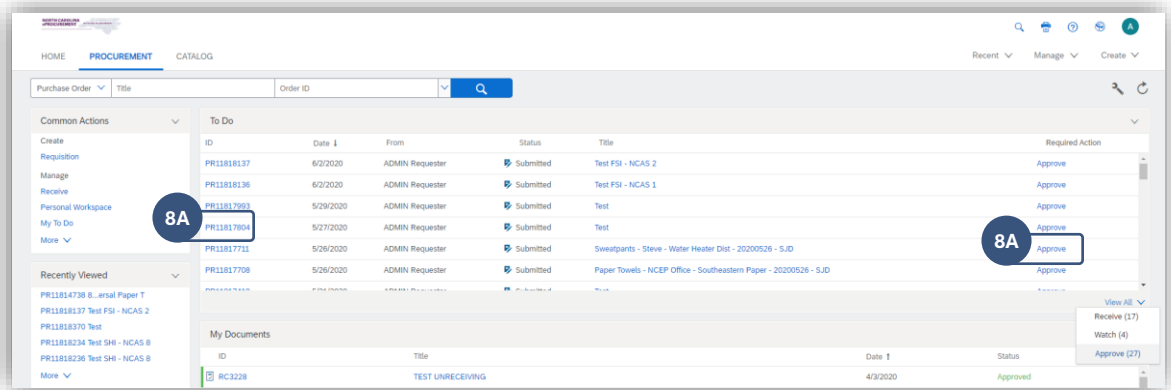 NORTH CAROLINA
ePROCUREMENT
HOME PROCUREMENT CATALOG Recent Manage Create
A
Purchase Order Title Order ID
Common Actions
Create
Requisition
Manage
Receive
Personal Workspace
My To Do
More
Recently Viewed
PR11814738 8...ersal Paper T
PR11818137 Test FSI - NCAS 2
PR11818370 Test
PR11818234 Test SHI - NCAS 8
PR11818236 Test SHI - NCAS 8
More
To Do
ID Date ↓ From Status Title Required Action
PR11818137 6/2/2020 ADMIN Requester Submitted Test FSI - NCAS 2 Approve
PR11818136 6/2/2020 ADMIN Requester Submitted Test FSI - NCAS 1 Approve
PR11817993 5/29/2020 ADMIN Requester Submitted Test Approve
8A
PR11817804 5/27/2020 ADMIN Requester Submitted Test Approve
8A
PR11817711 5/26/2020 ADMIN Requester Submitted Sweatpants - Steve - Water Heater Dist - 20200526 - SJD Approve
PR11817708 5/26/2020 ADMIN Requester Submitted Paper Towels - NCEP Office - Southeastern Paper - 20200526 - SJD Approve
View All
Receive (17)
Watch (4)
Approve (27)
My Documents
ID Title Date ↑ Status
RC3228 TEST UNRECEIVING 4/3/2020 Approved